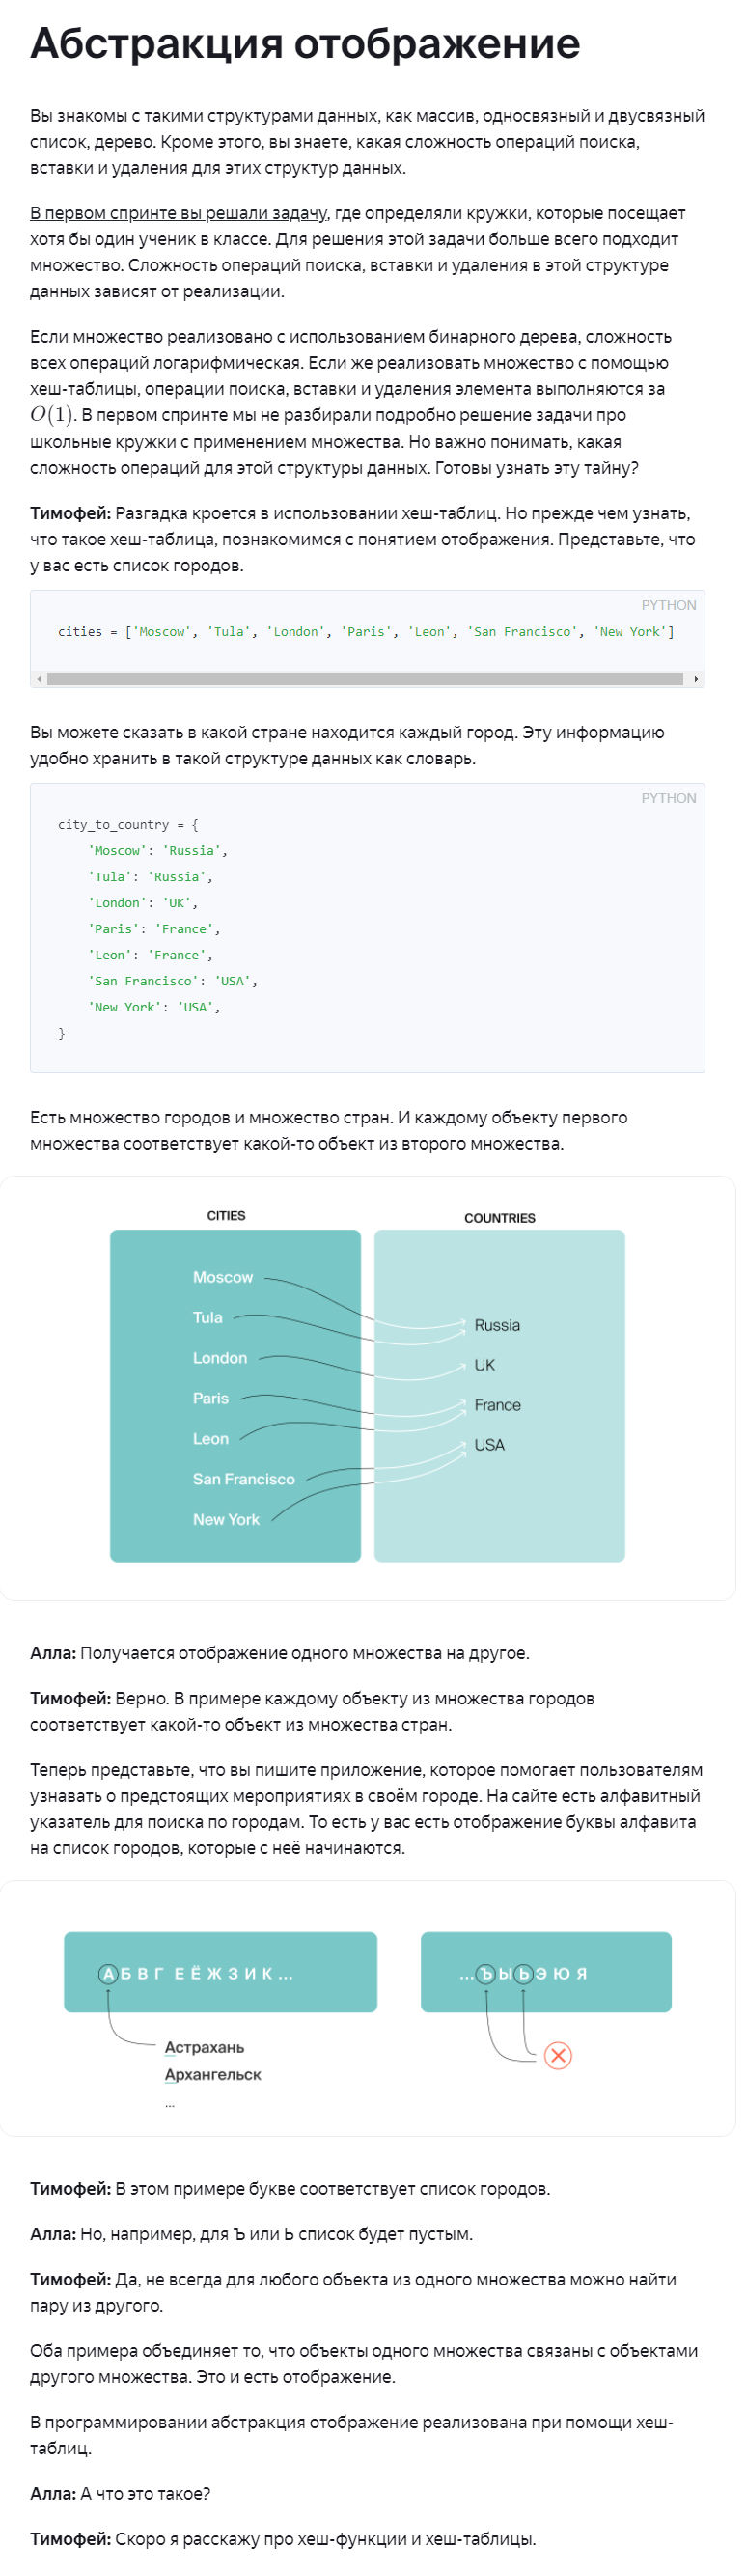 Абстракция отображение
Вы знакомы с такими структурами данных, как массив, односвязный и двусвязный
список, дерево. Кроме этого, вы знаете, какая сложность операций поиска,
вставки и удаления для этих структур данных.
В первом спринте вы решали задачу, где определяли кружки, которые посещает
хотя бы один ученик в классе. Для решения этой задачи больше всего подходит
множество. Сложность операций поиска, вставки и удаления в этой структуре
данных зависят от реализации.
Если множество реализовано с использованием бинарного дерева, сложность
всех операций логарифмическая. Если же реализовать множество с помощью
хеш-таблицы, операции поиска, вставки и удаления элемента выполняются за
O(1). В первом спринте мы не разбирали подробно решение задачи про
школьные кружки с применением множества. Но важно понимать, какая
сложность операций для этой структуры данных. Готовы узнать эту тайну?
Тимофей: Разгадка кроется в использовании хеш-таблиц. Но прежде чем узнать,
что такое хеш-таблица, познакомимся с понятием отображения. Представьте, что
у вас есть список городов.
PYTHON
cities = ['Moscow', 'Tula', 'London', 'Paris', 'Leon', 'San Francisco', 'New York']
Вы можете сказать в какой стране находится каждый город. Эту информацию
удобно хранить в такой структуре данных как словарь.
PYTHON
city_to_country = {
'Moscow': 'Russia',
'Tula': 'Russia',
'London': 'UK',
'Paris': 'France',
'Leon': 'France',
'San Francisco': 'USA',
'New York': 'USA',
}
Есть множество городов и множество стран. И каждому объекту первого
множества соответствует какой-то объект из второго множества.
CITIES
COUNTRIES
Moscow
Tula
London
Paris
Leon
San Francisco
New York
Russia
UK
France
USA
Алла: Получается отображение одного множества на другое.
Тимофей: Верно. В примере каждому объекту из множества городов
соответствует какой-то объект из множества стран.
Теперь представьте, что вы пишите приложение, которое помогает пользователям
узнавать о предстоящих мероприятиях в своём городе. На сайте есть алфавитный
указатель для поиска по городам. То есть у вас есть отображение буквы алфавита
на список городов, которые с неё начинаются.
А Б В Г Е Ё Ж З И К ...
... Ъ Ы Ь Э Ю Я
Астрахань
Архангельск
...
Тимофей: В этом примере букве соответствует список городов.
Алла: Но, например, для Ъ или Ь список будет пустым.
Тимофей: Да, не всегда для любого объекта из одного множества можно найти
пару из другого.
Оба примера объединяет то, что объекты одного множества связаны с объектами
другого множества. Это и есть отображение.
В программировании абстракция отображение реализована при помощи хеш-
таблиц.
Алла: А что это такое?
Тимофей: Скоро я расскажу про хеш-функции и хеш-таблицы.